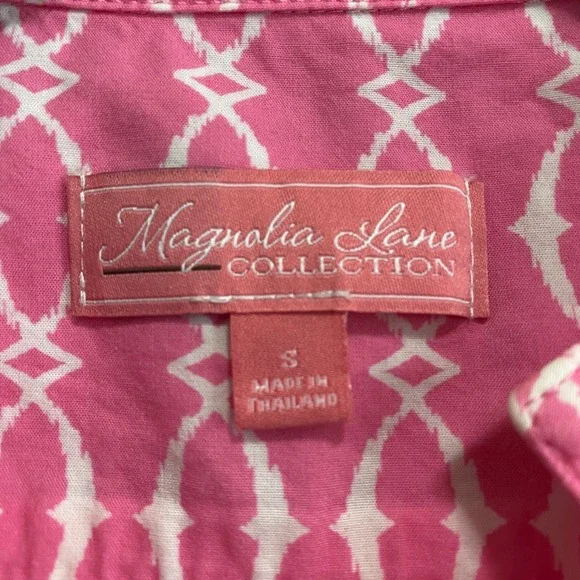 Magnolia Lane
COLLECTION
S
MADE IN
THAILAND